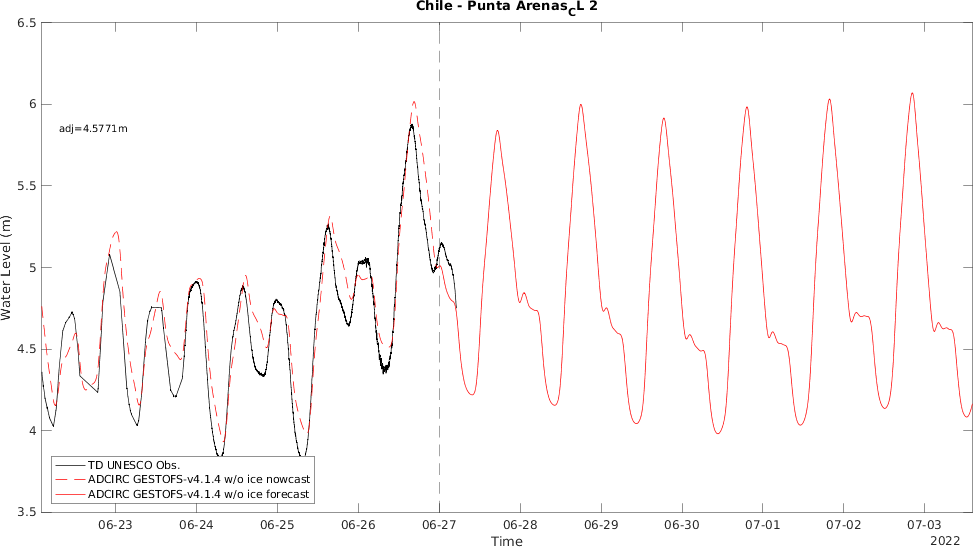 Chile - Punta Arenas_CL 2
6.5
6
adj=4.5771m
5.5
5
Water Level (m)
4.5
4
TD UNESCO Obs.
ADCIRC GESTOFS-v4.1.4 w/o ice nowcast
ADCIRC GESTOFS-v4.1.4 w/o ice forecast
3.5
06-23 06-24 06-25 06-26 06-27 06-28 06-29 06-30 07-01 07-02 07-03
Time
2022